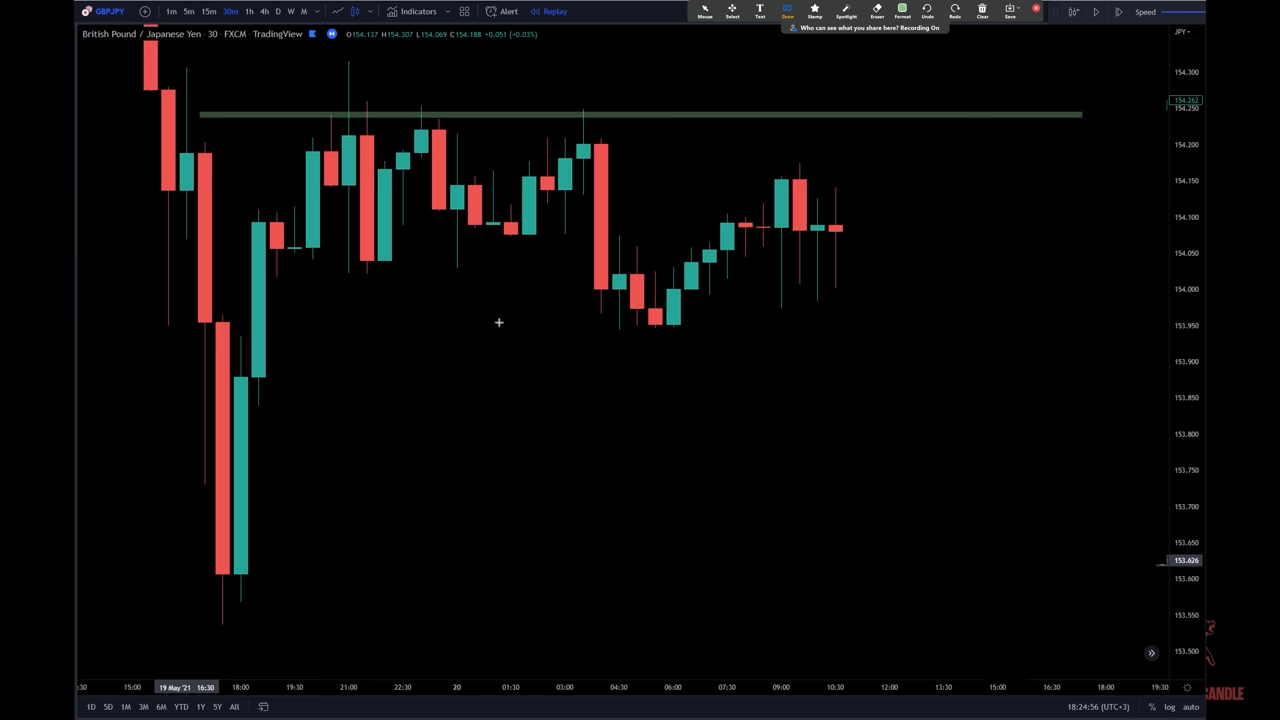 GBPJPY 1m 5m 15m 30m 1h 4h D W M Indicators Alert Replay
Mouse Select Text Draw Stamp Spotlight Eraser Format Undo Redo Clear Save
Speed
Who can see what you share here? Recording On
British Pound / Japanese Yen · 30 · FXCM · TradingView O154.137 H154.307 L154.069 C154.188 +0.051 (+0.03%)
JPY
154.300
154.262
154.250
154.200
154.150
154.100
154.050
154.000
153.950
153.900
153.850
153.800
153.750
153.700
153.650
153.626
153.600
153.550
153.500
:30 15:00 19 May '21 16:30 18:00 19:30 21:00 22:30 20 01:30 03:00 04:30 06:00 07:30 09:00 10:30 12:00 13:30 15:00 16:30 18:00 19:30
CANDLE
1D 5D 1M 3M 6M YTD 1Y 5Y All 18:24:56 (UTC+3) % log auto